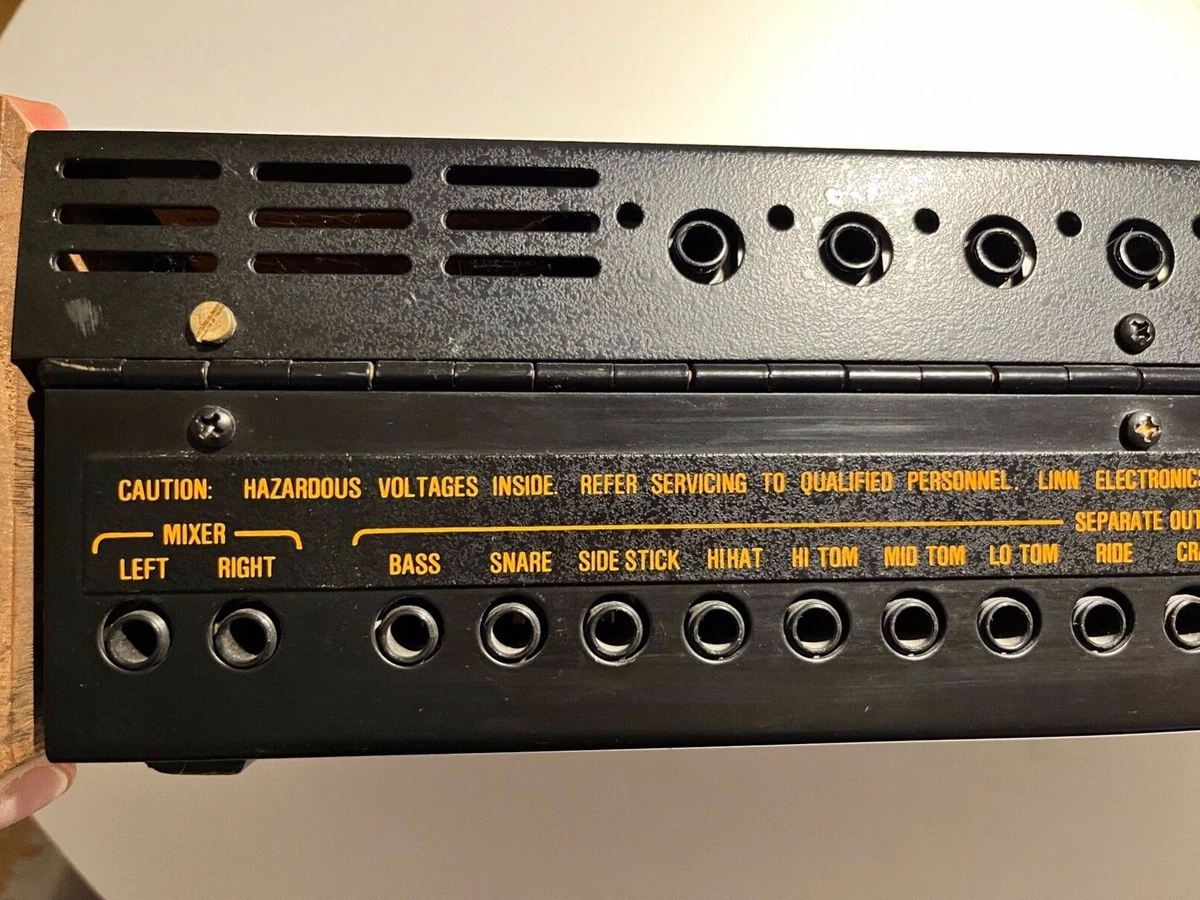 CAUTION: HAZARDOUS VOLTAGES INSIDE. REFER SERVICING TO QUALIFIED PERSONNEL. LINN ELECTRONICS
MIXER SEPARATE OUT
LEFT RIGHT BASS SNARE SIDE STICK HIHAT HI TOM MID TOM LO TOM RIDE CR